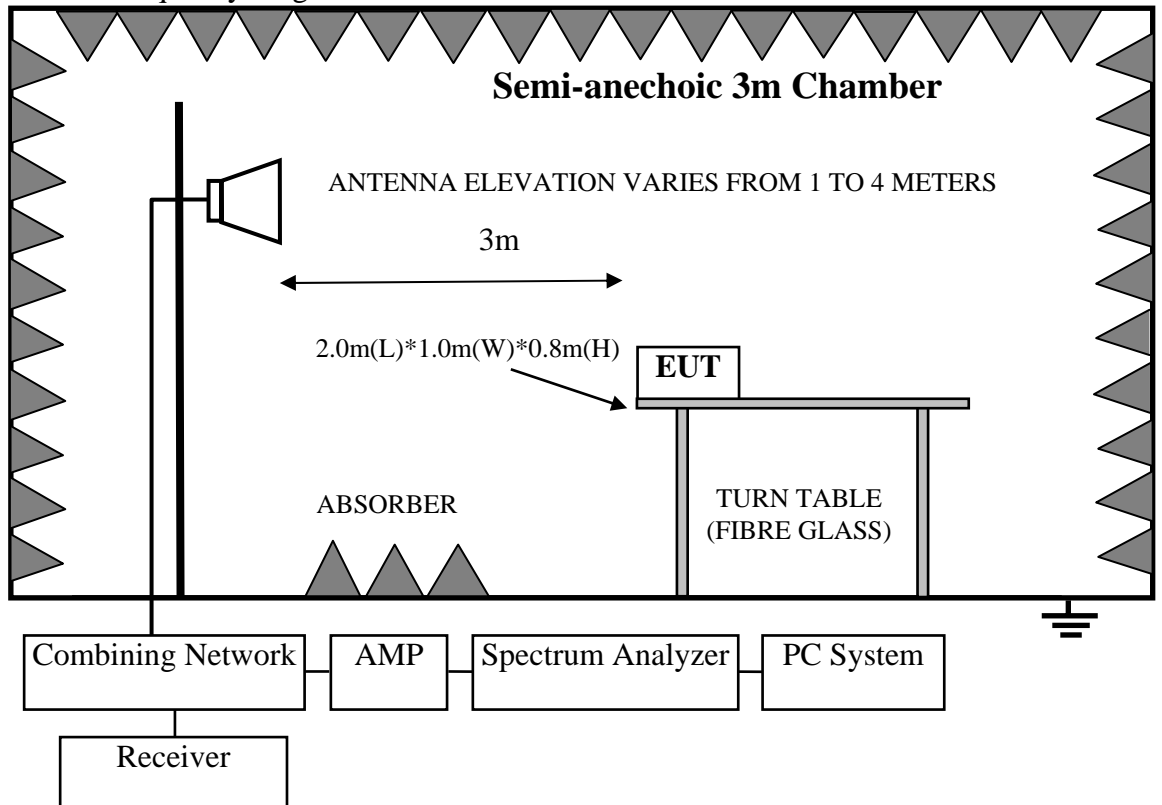 Semi-anechoic 3m Chamber
ANTENNA ELEVATION VARIES FROM 1 TO 4 METERS
3m
2.0m(L)*1.0m(W)*0.8m(H)
EUT
ABSORBER
TURN TABLE
(FIBRE GLASS)
Combining Network
AMP
Spectrum Analyzer
PC System
Receiver